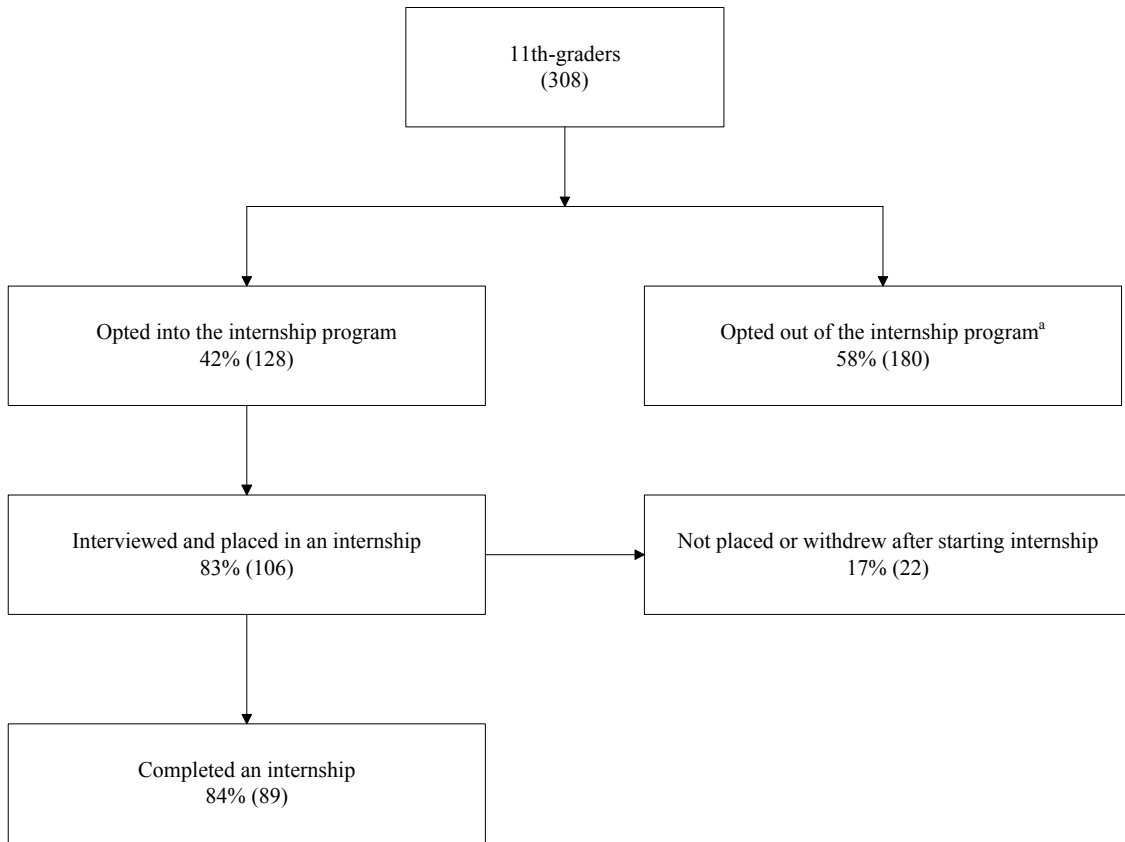 11th-graders
(308)
Opted into the internship program
42% (128)
Opted out of the internship programᵃ
58% (180)
Interviewed and placed in an internship
83% (106)
Not placed or withdrew after starting internship
17% (22)
Completed an internship
84% (89)